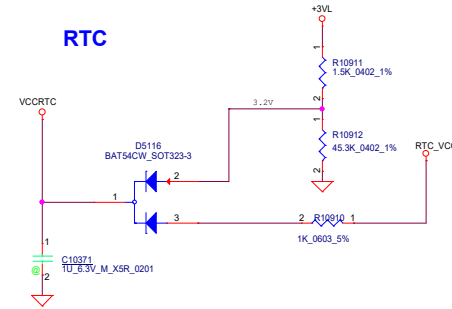 +3VL
RTC
1
R10911
1.5K_0402_1%
VCCRTC
2
3.2V
1
R10912
45.3K_0402_1%
D5116
BAT54CW_SOT323-3
RTC_VCC
2
2
1
3
2
R10910
1
1K_0603_5%
1
C10371
1U_6.3V_M_X5R_0201
@
2